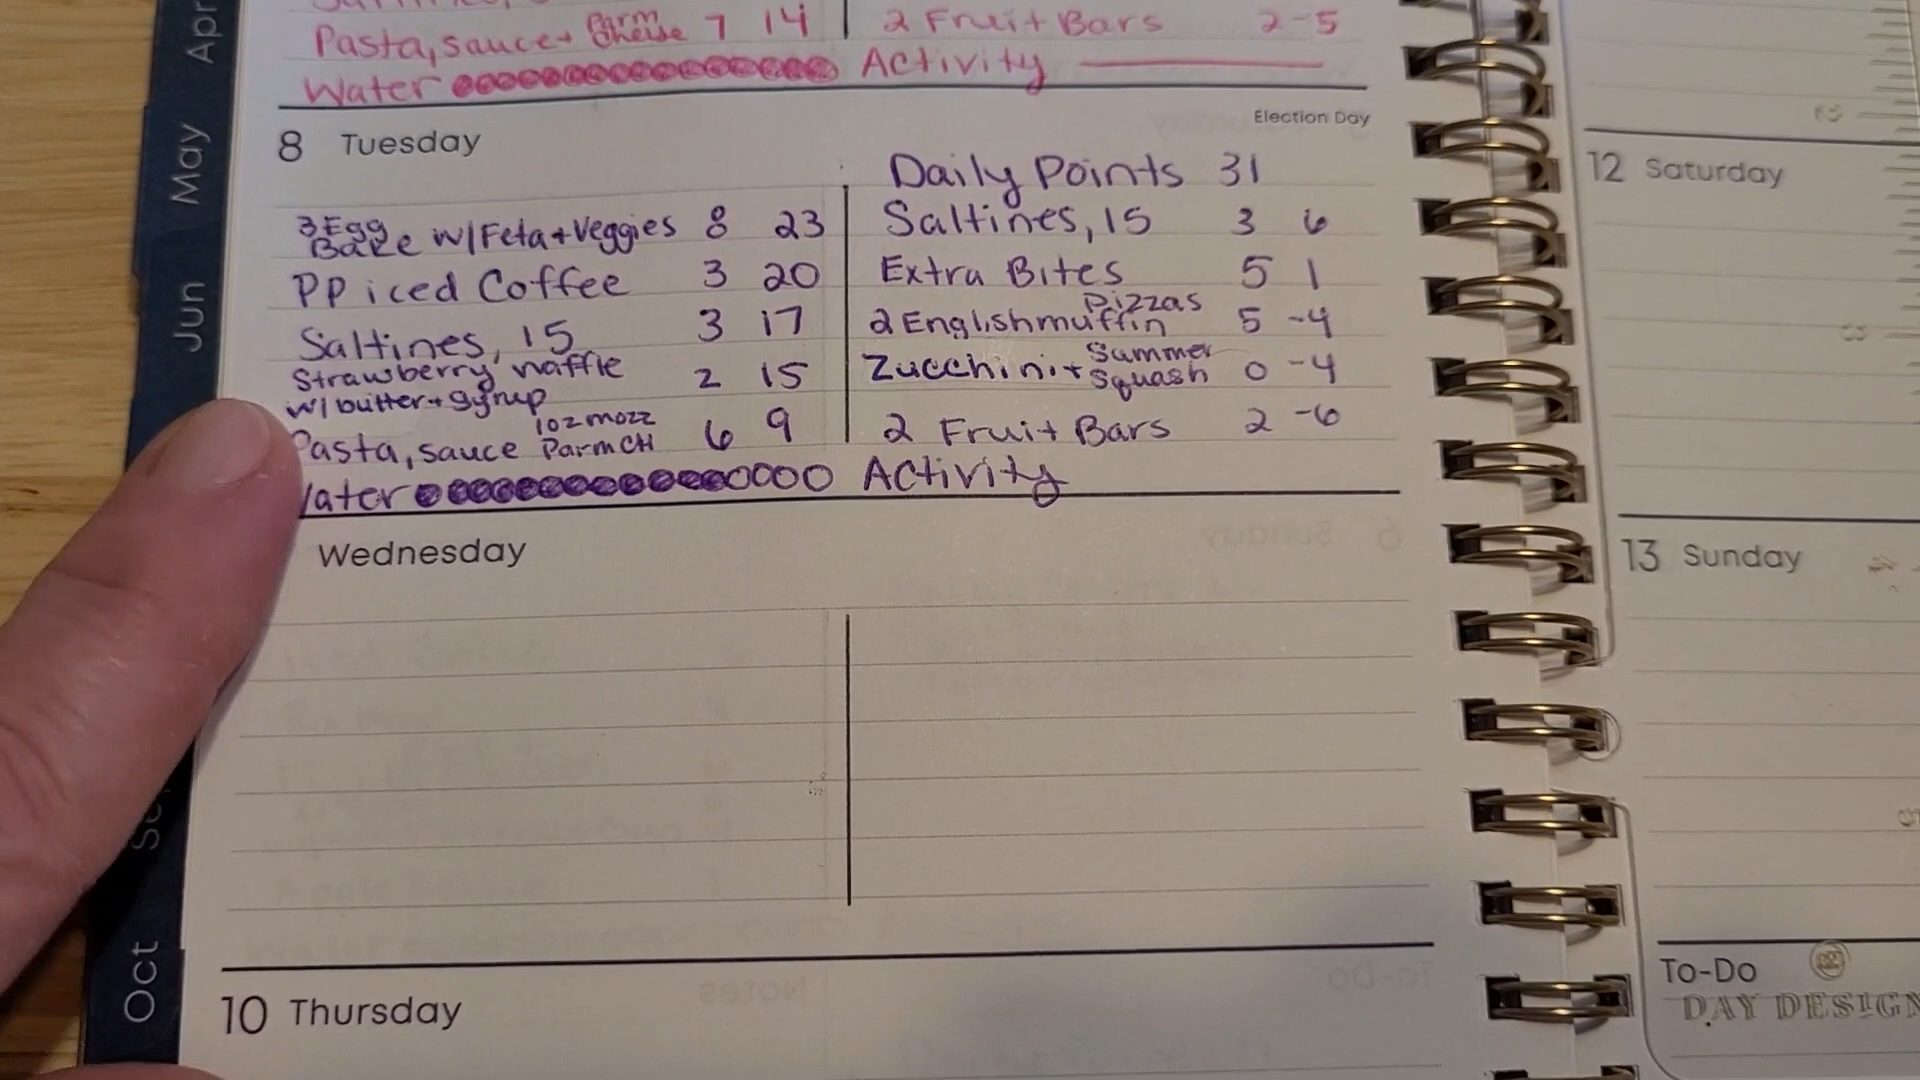 Apr
May
Jun
Oct
Pasta, sauce + Parm Cheese 7 14
Water
2 Fruit Bars 2 -5
Activity
8 Tuesday
Election Day
Daily Points 31
3 Egg
Bake w/Feta + Veggies 8 23
PP iced Coffee 3 20
Saltines, 15 3 17
Strawberry waffle
w/ butter + syrup 2 15
1oz mozz
Pasta, sauce Parm CH 6 9
Water
Saltines, 15 3 6
Extra Bites 5 1
Pizzas
2 English muffin 5 -4
Zucchini + Summer Squash 0 -4
2 Fruit Bars 2 -6
Activity
Wednesday
10 Thursday
12 Saturday
13 Sunday
To-Do
DAY DESIGN